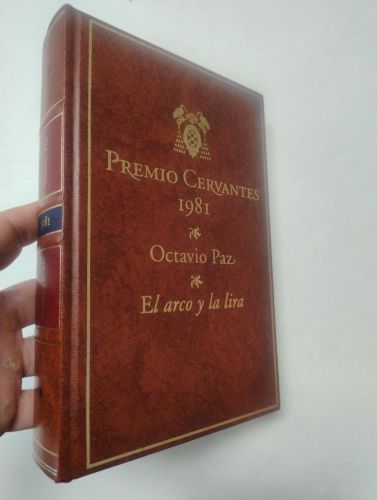 PREMIO CERVANTES
1981
Octavio Paz
El arco y la lira